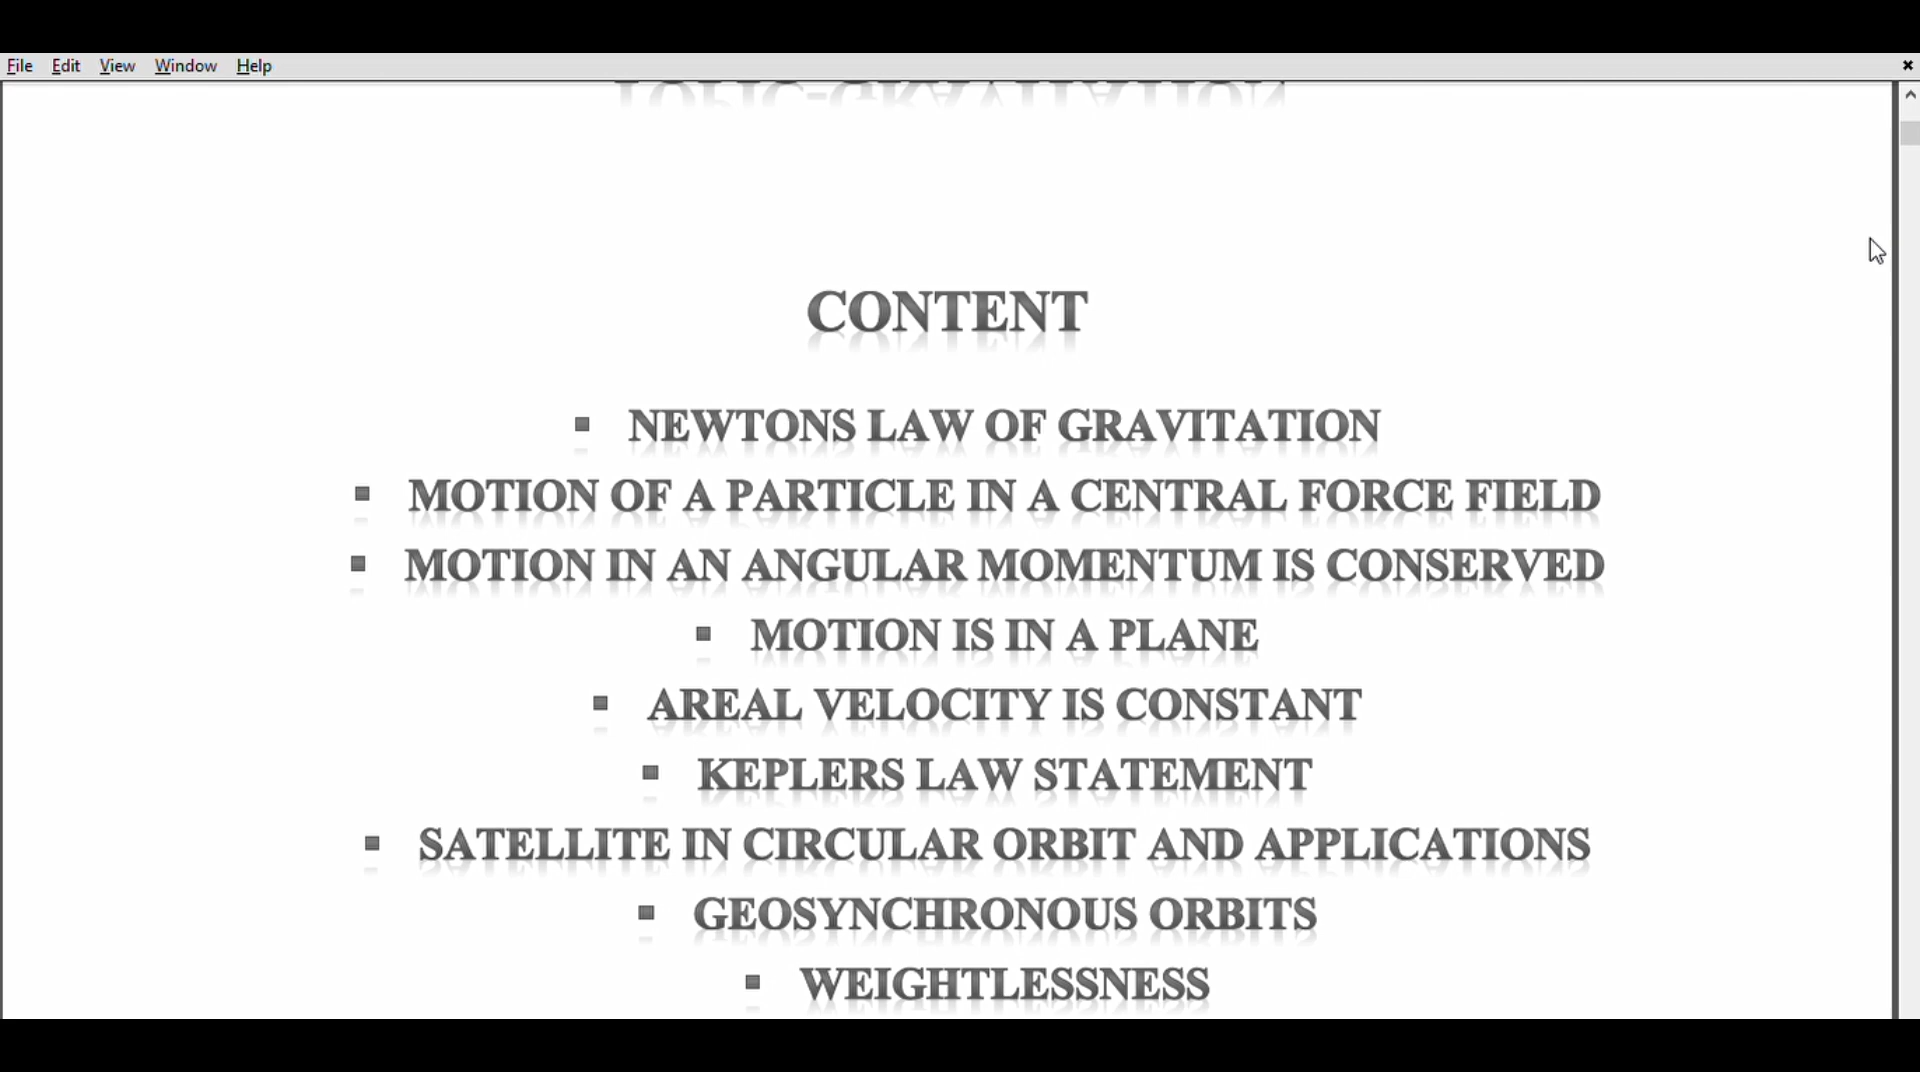 File Edit View Window Help
TOPIC-GRAVITATION
CONTENT
▪ NEWTONS LAW OF GRAVITATION
▪ MOTION OF A PARTICLE IN A CENTRAL FORCE FIELD
▪ MOTION IN AN ANGULAR MOMENTUM IS CONSERVED
▪ MOTION IS IN A PLANE
▪ AREAL VELOCITY IS CONSTANT
▪ KEPLERS LAW STATEMENT
▪ SATELLITE IN CIRCULAR ORBIT AND APPLICATIONS
▪ GEOSYNCHRONOUS ORBITS
▪ WEIGHTLESSNESS